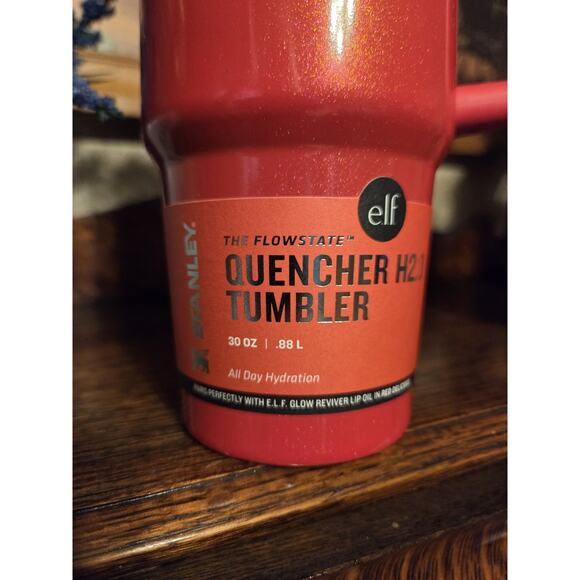 elf
STANLEY.
THE FLOWSTATE™
QUENCHER H2.
TUMBLER
30 OZ | .88 L
All Day Hydration
PAIRS PERFECTLY WITH E.L.F. GLOW REVIVER LIP OIL IN RED DELICIOUS